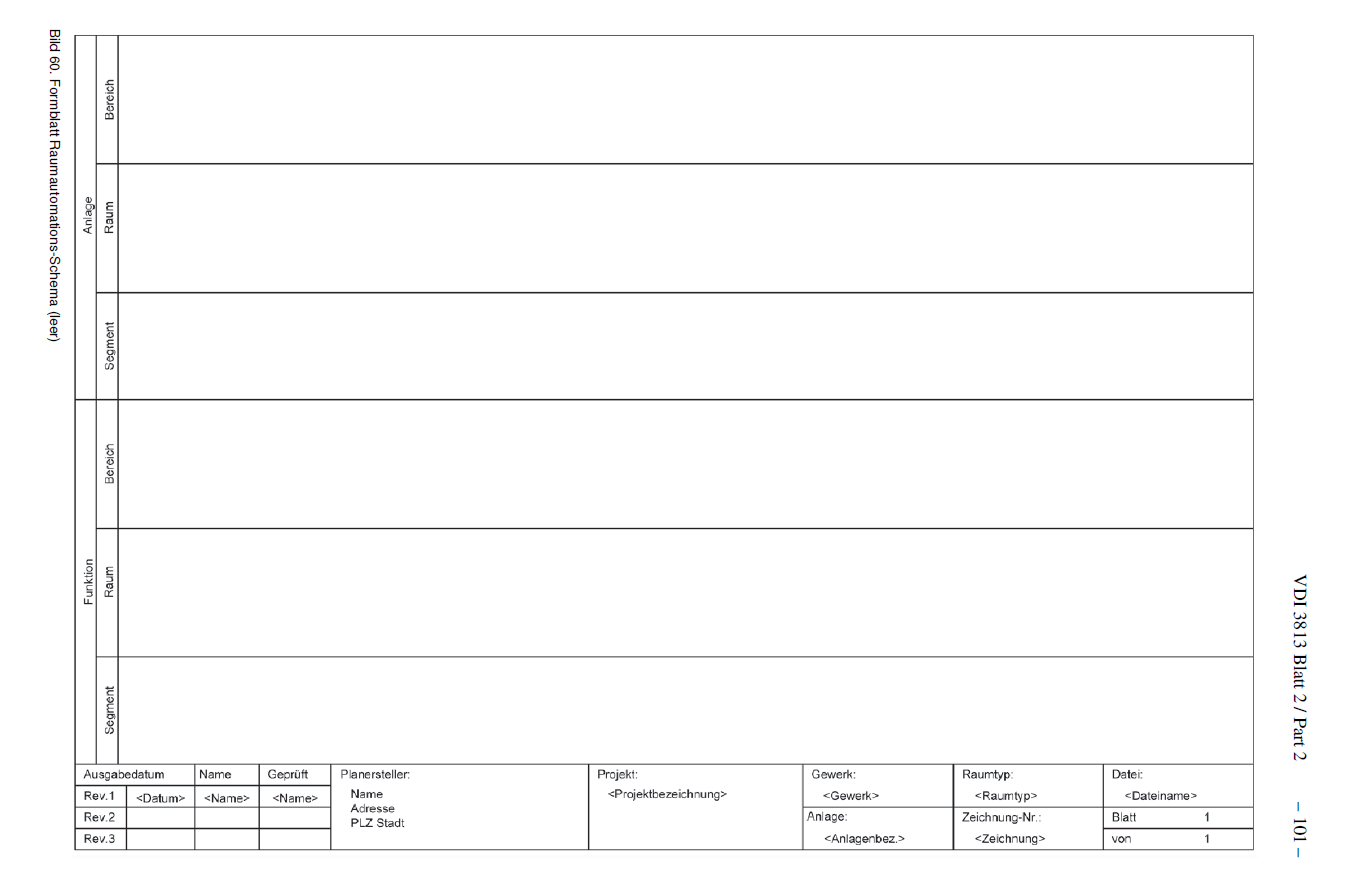 VDI 3813 Blatt 2 / Part 2
– 101 –
Anlage
Bereich
Raum
Segment
Funktion
Bereich
Raum
Segment
Ausgabedatum Name Geprüft Planersteller: Projekt: Gewerk: Raumtyp: Datei:
Rev.1 <Datum> <Name> <Name> Name <Projektbezeichnung> <Gewerk> <Raumtyp> <Dateiname>
Adresse
Rev.2 PLZ Stadt Anlage: Zeichnung-Nr.: Blatt 1
Rev.3 <Anlagenbez.> <Zeichnung> von 1
Bild 60. Formblatt Raumautomations-Schema (leer)